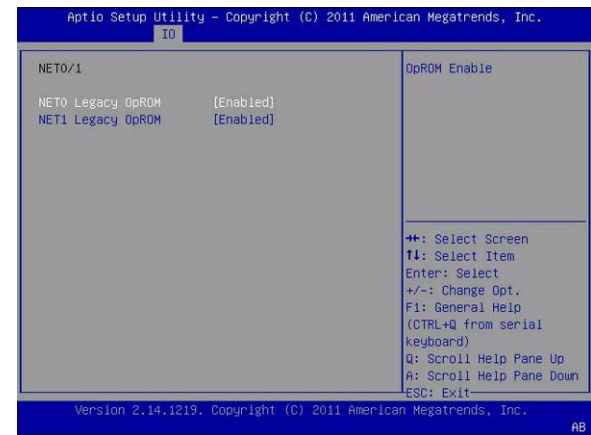 Aptio Setup Utility – Copyright (C) 2011 American Megatrends, Inc.
IO
NET0/1
NET0 Legacy OpROM [Enabled]
NET1 Legacy OpROM [Enabled]
OpROM Enable
→←: Select Screen
↑↓: Select Item
Enter: Select
+/-: Change Opt.
F1: General Help
(CTRL+Q from serial
keyboard)
Q: Scroll Help Pane Up
A: Scroll Help Pane Down
ESC: Exit
Version 2.14.1219. Copyright (C) 2011 American Megatrends, Inc.
AB